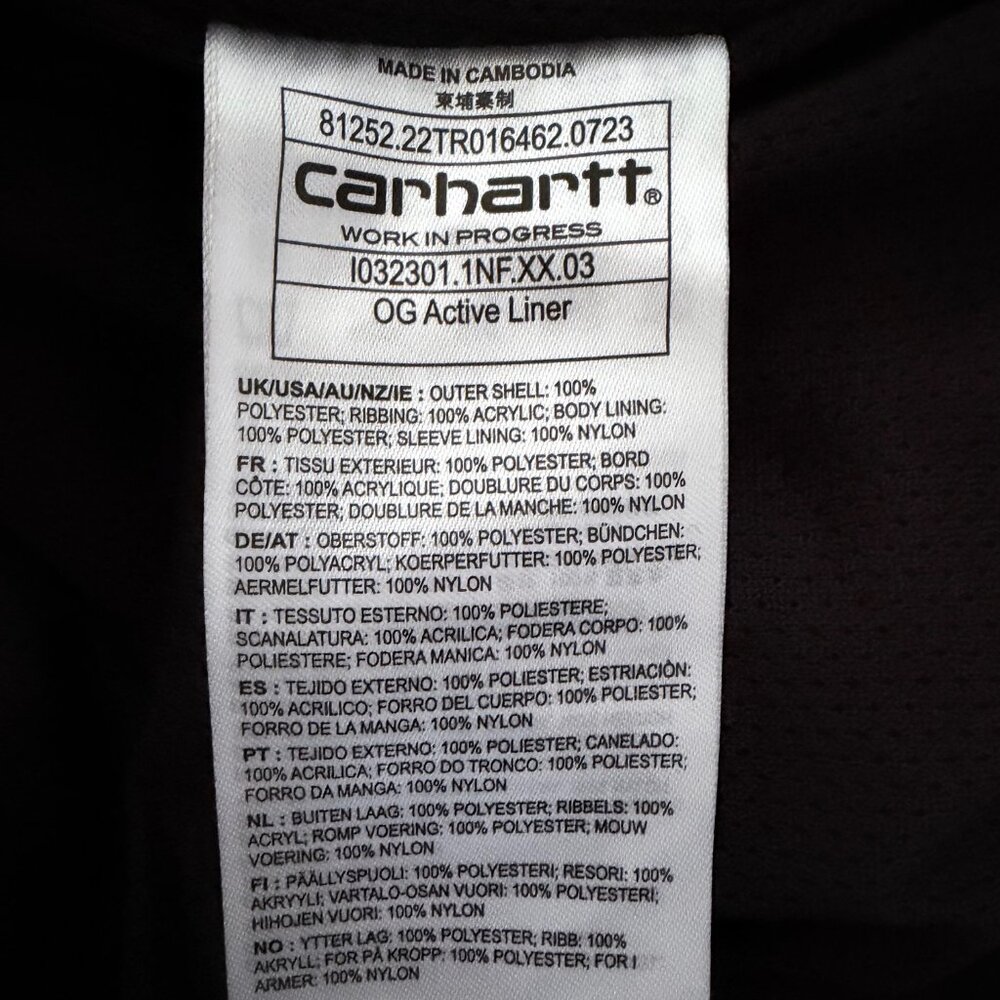 MADE IN CAMBODIA
柬埔寨制
81252.22TR016462.0723
carhartt®
WORK IN PROGRESS
I032301.1NF.XX.03
OG Active Liner
UK/USA/AU/NZ/IE : OUTER SHELL: 100%
POLYESTER; RIBBING: 100% ACRYLIC; BODY LINING:
100% POLYESTER; SLEEVE LINING: 100% NYLON
FR : TISSU EXTERIEUR: 100% POLYESTER; BORD
CÔTE: 100% ACRYLIQUE; DOUBLURE DU CORPS: 100%
POLYESTER; DOUBLURE DE LA MANCHE: 100% NYLON
DE/AT : OBERSTOFF: 100% POLYESTER; BÜNDCHEN:
100% POLYACRYL; KOERPERFUTTER: 100% POLYESTER;
AERMELFUTTER: 100% NYLON
IT : TESSUTO ESTERNO: 100% POLIESTERE;
SCANALATURA: 100% ACRILICA; FODERA CORPO: 100%
POLIESTERE; FODERA MANICA: 100% NYLON
ES : TEJIDO EXTERNO: 100% POLIESTER; ESTRIACIÓN:
100% ACRILICO; FORRO DEL CUERPO: 100% POLIESTER;
FORRO DE LA MANGA: 100% NYLON
PT : TEJIDO EXTERNO: 100% POLIESTER; CANELADO:
100% ACRILICA; FORRO DO TRONCO: 100% POLIESTER;
FORRO DA MANGA: 100% NYLON
NL : BUITEN LAAG: 100% POLYESTER; RIBBELS: 100%
ACRYL; ROMP VOERING: 100% POLYESTER; MOUW
VOERING: 100% NYLON
FI : PÄÄLLYSPUOLI: 100% POLYESTERI; RESORI: 100%
AKRYYLI; VARTALO-OSAN VUORI: 100% POLYESTERI;
HIHOJEN VUORI: 100% NYLON
NO : YTTER LAG: 100% POLYESTER; RIBB: 100%
AKRYLL; FOR PÅ KROPP: 100% POLYESTER; FOR I
ARMER: 100% NYLON